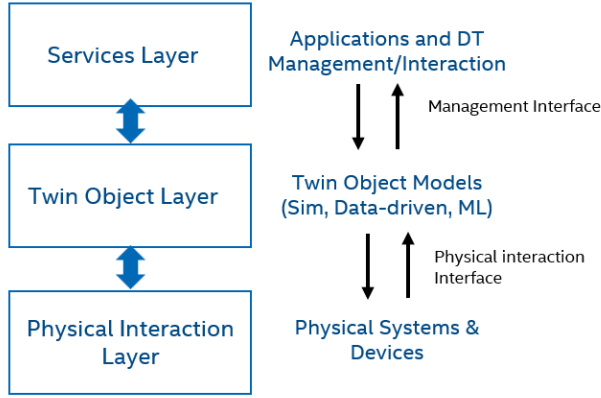 Services Layer
Applications and DT
Management/Interaction
Management Interface
Twin Object Layer
Twin Object Models
(Sim, Data-driven, ML)
Physical interaction
Interface
Physical Interaction
Layer
Physical Systems &
Devices